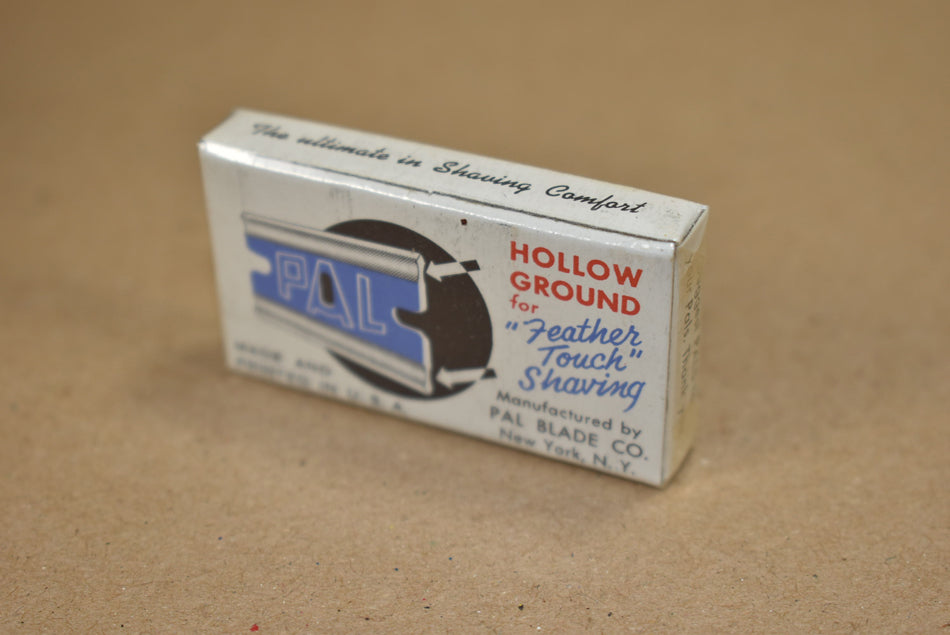 The ultimate in Shaving Comfort
PAL
HOLLOW
GROUND
for
"Feather
Touch"
Shaving
Manufactured by
PAL BLADE CO.
New York, N. Y.
MADE AND
PRINTED IN U.S.A.